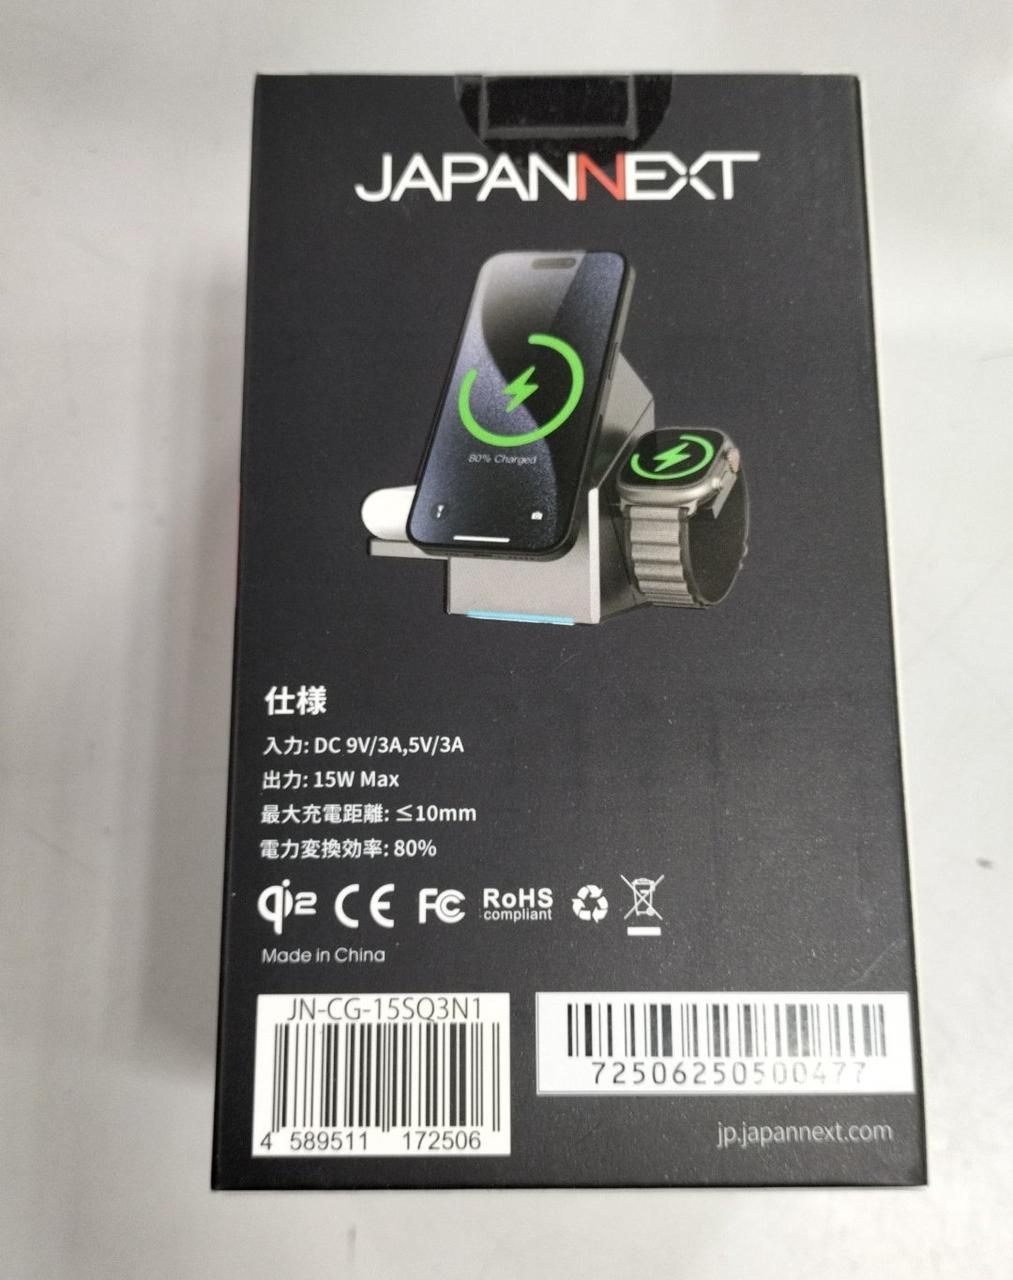 JAPANNEXT
80% Charged
仕様
入力: DC 9V/3A,5V/3A
出力: 15W Max
最大充電距離: ≦10mm
電力変換効率: 80%
qi2 CE FC RoHS compliant
Made in China
JN-CG-15SQ3N1
4 589511 172506
72506250500477
jp.japannext.com